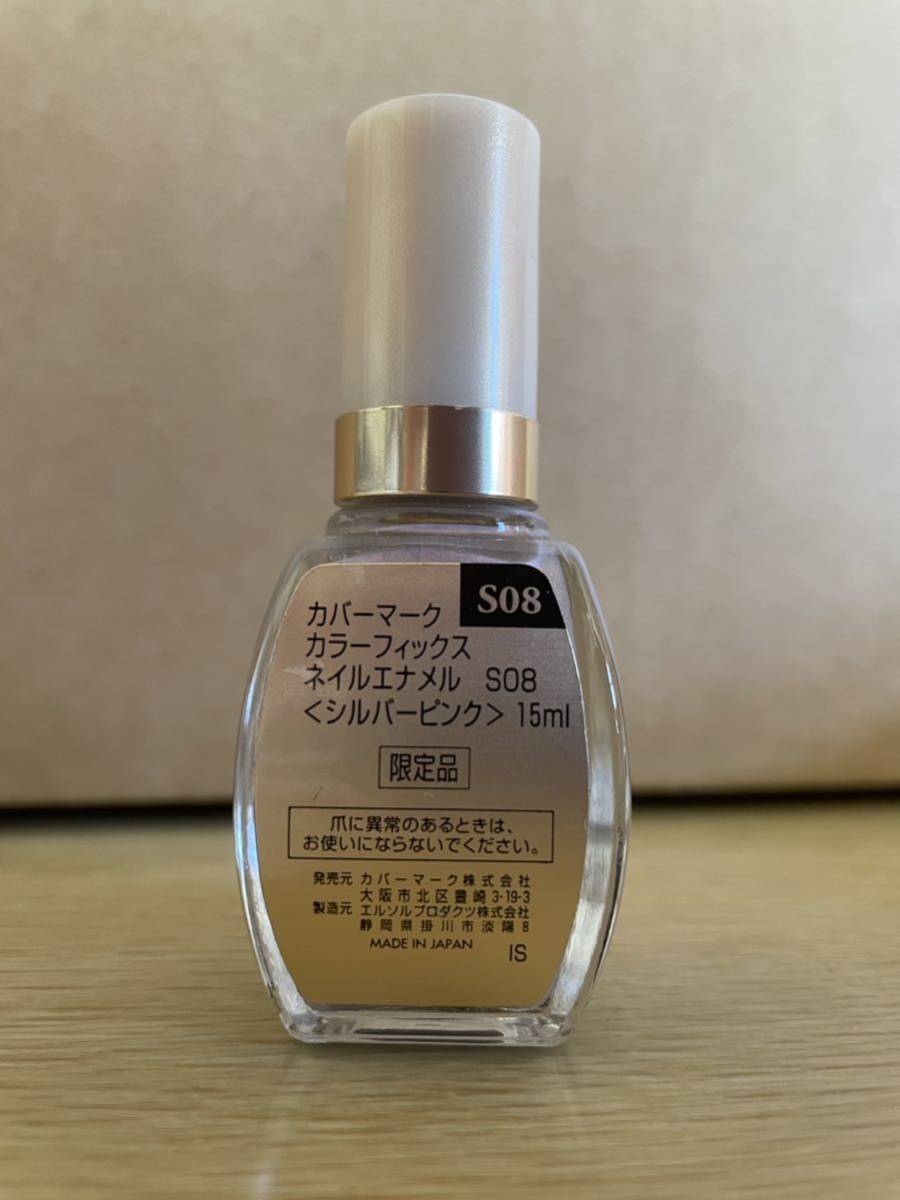 S08
カバーマーク
カラーフィックス
ネイルエナメル S08
<シルバーピンク> 15ml
限定品
爪に異常のあるときは、
お使いにならないでください。
発売元 カバーマーク株式会社
大阪市北区豊崎3-19-3
製造元 エルソルプロダクツ株式会社
静岡県掛川市淡陽8
MADE IN JAPAN
IS